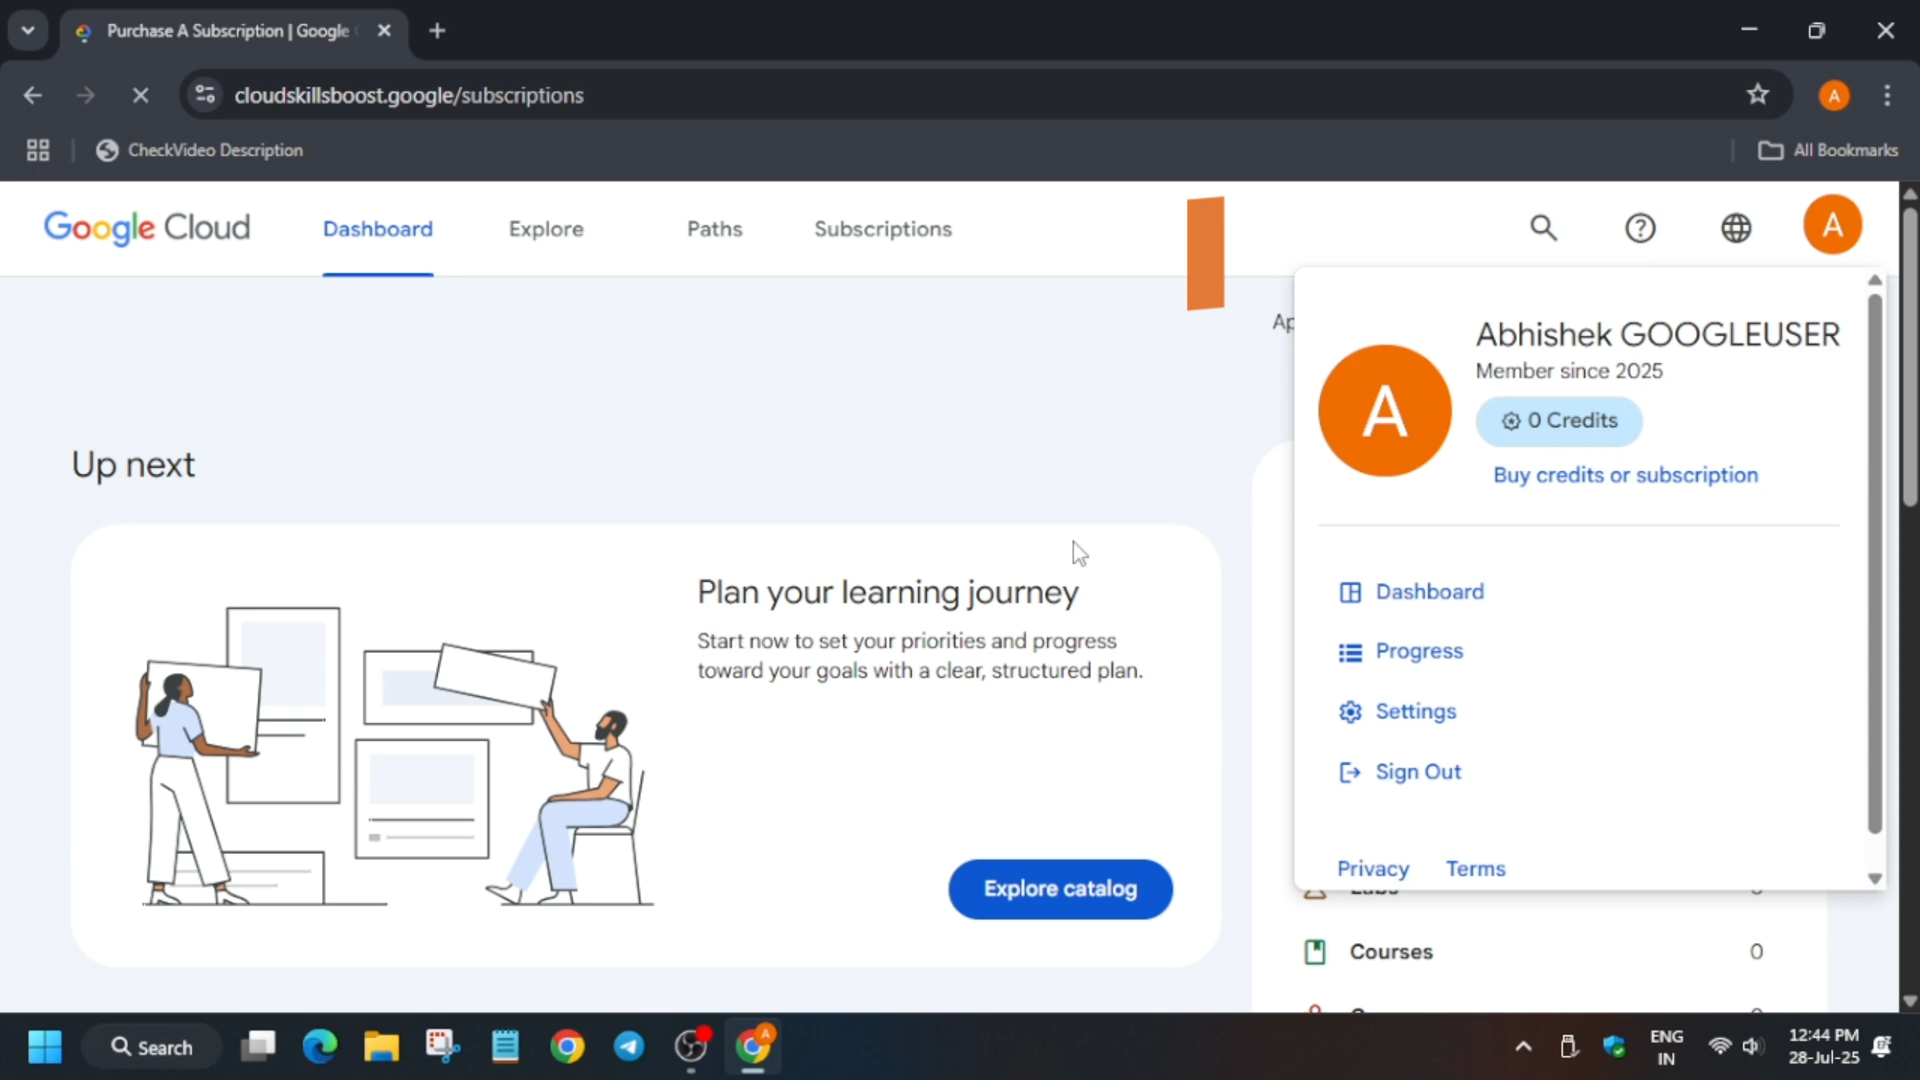 Purchase A Subscription | Google
cloudskillsboost.google/subscriptions
A
CheckVideo Description
All Bookmarks
Google Cloud
Dashboard
Explore
Paths
Subscriptions
A
Ap
Abhishek GOOGLEUSER
Member since 2025
A
0 Credits
Buy credits or subscription
Up next
Plan your learning journey
Start now to set your priorities and progress
toward your goals with a clear, structured plan.
Explore catalog
Dashboard
Progress
Settings
Sign Out
Privacy
Terms
Labs
Courses
0
Search
A
ENG
IN
12:44 PM
28-Jul-25